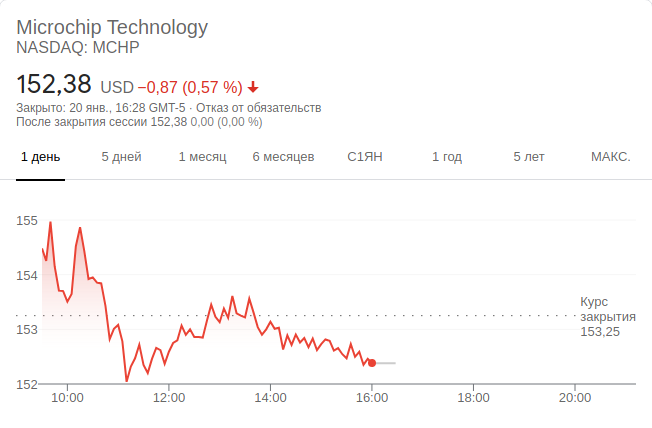 Microchip Technology
NASDAQ: MCHP
152,38 USD −0,87 (0,57 %)
Закрыто: 20 янв., 16:28 GMT-5 · Отказ от обязательств
После закрытия сессии 152,38 0,00 (0,00 %)
1 день 5 дней 1 месяц 6 месяцев С1ЯН 1 год 5 лет МАКС.
155
154
Курс
закрытия
153,25
153
152
10:00 12:00 14:00 16:00 18:00 20:00